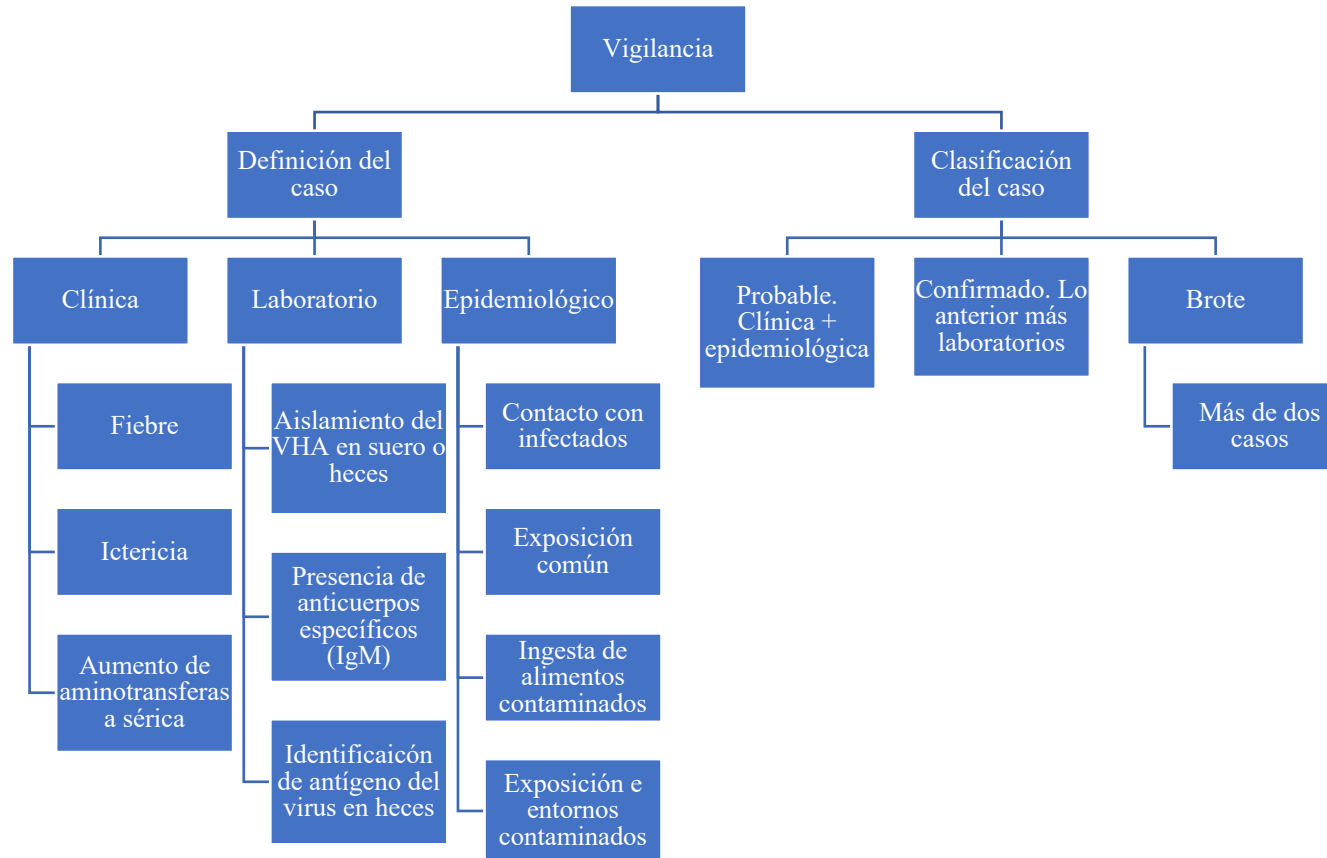 Vigilancia
Definición del
caso
Clínica
Fiebre
Ictericia
Aumento de
aminotransferas
a sérica
Laboratorio
Aislamiento del
VHA en suero o
heces
Presencia de
anticuerpos
específicos
(IgM)
Identificaicón
de antígeno del
virus en heces
Epidemiológico
Contacto con
infectados
Exposición
común
Ingesta de
alimentos
contaminados
Exposición e
entornos
contaminados
Clasificación
del caso
Probable.
Clínica +
epidemiológica
Confirmado. Lo
anterior más
laboratorios
Brote
Más de dos
casos